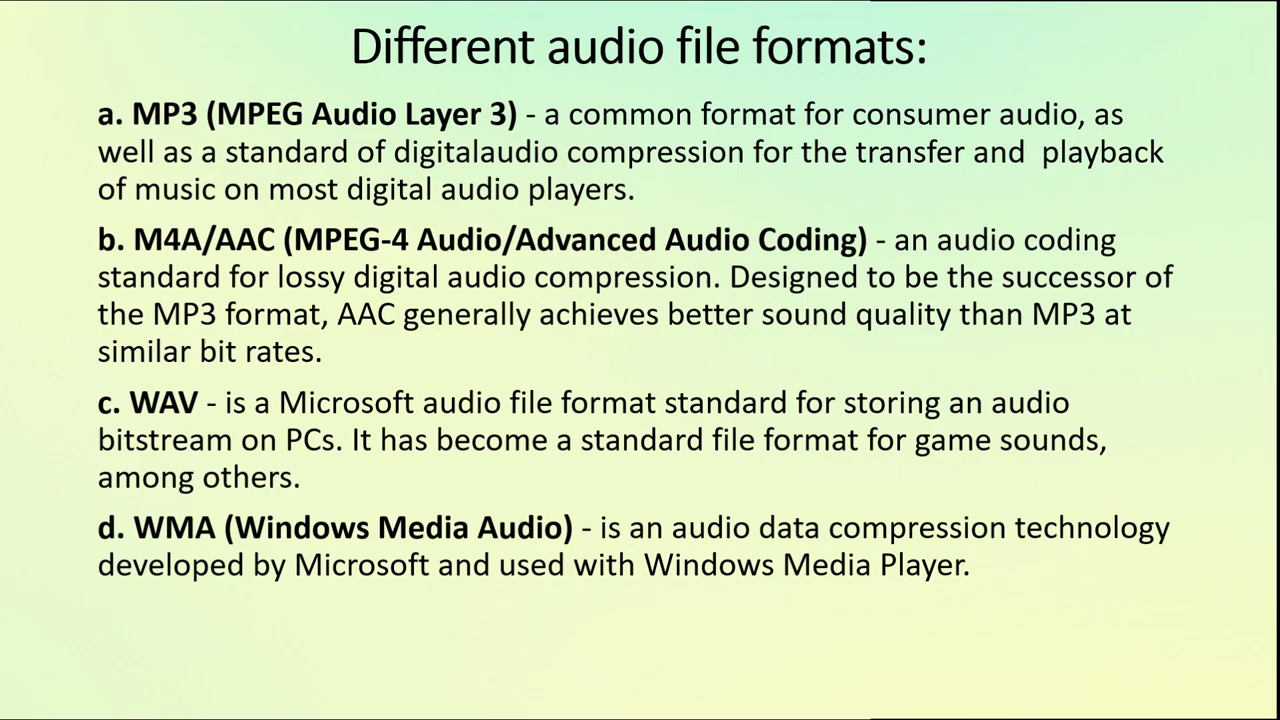 Different audio file formats:
a. MP3 (MPEG Audio Layer 3) - a common format for consumer audio, as
well as a standard of digitalaudio compression for the transfer and  playback
of music on most digital audio players.
b. M4A/AAC (MPEG-4 Audio/Advanced Audio Coding) - an audio coding
standard for lossy digital audio compression. Designed to be the successor of
the MP3 format, AAC generally achieves better sound quality than MP3 at
similar bit rates.
c. WAV - is a Microsoft audio file format standard for storing an audio
bitstream on PCs. It has become a standard file format for game sounds,
among others.
d. WMA (Windows Media Audio) - is an audio data compression technology
developed by Microsoft and used with Windows Media Player.